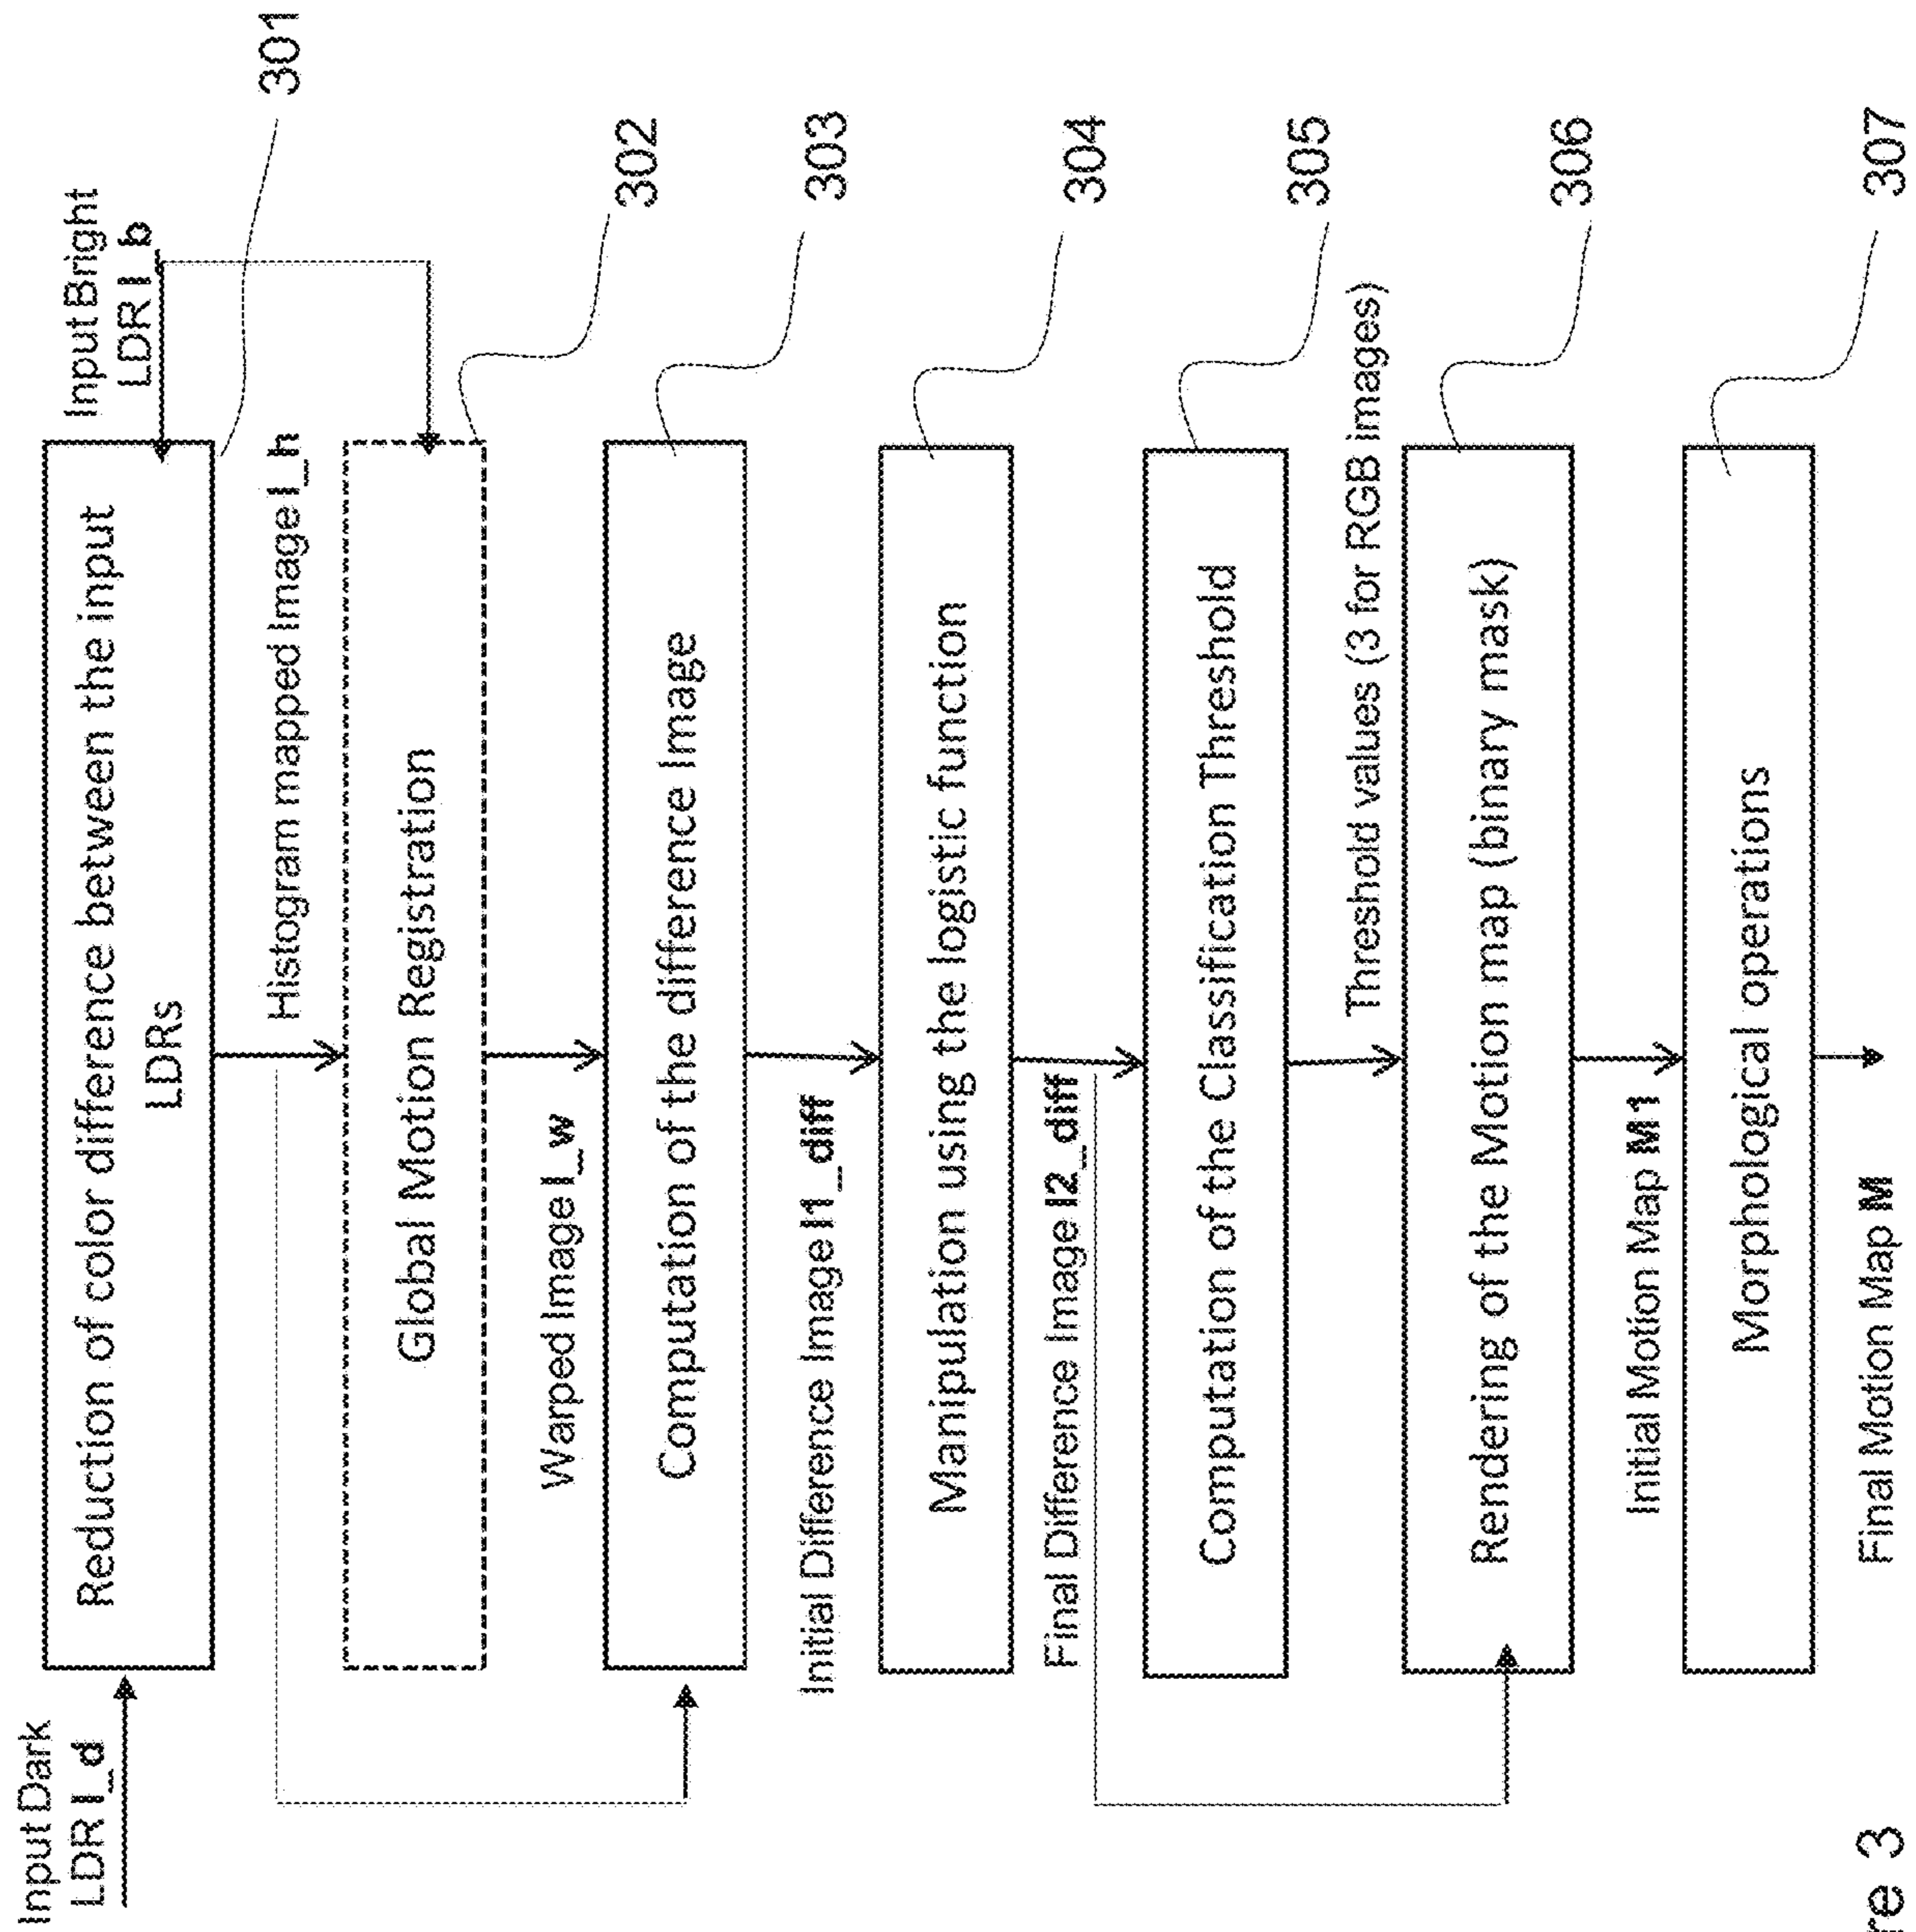 Input Dark
LDR I_d
Input Bright
LDR I_b
301
Reduction of color difference between the input
LDRs
Histogram mapped Image I_h
302
Global Motion Registration
Warped Image I_w
303
Computation of the difference Image
Initial Difference Image I1_diff
304
Manipulation using the logistic function
Final Difference Image I2_diff
305
Computation of the Classification Threshold
Threshold values (3 for RGB images)
306
Rendering of the Motion map (binary mask)
Initial Motion Map M1
307
Morphological operations
Final Motion Map M
re 3